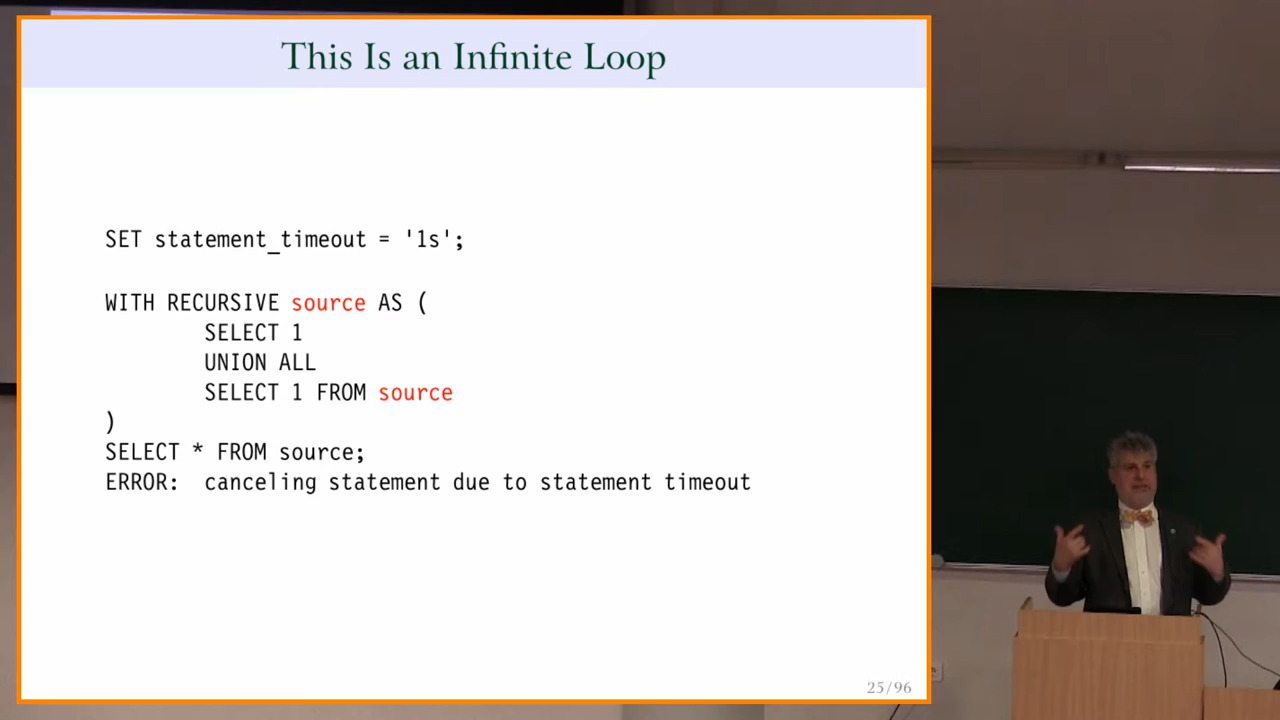 This Is an Infinite Loop
SET statement_timeout = '1s';
WITH RECURSIVE source AS (
SELECT 1
UNION ALL
SELECT 1 FROM source
)
SELECT * FROM source;
ERROR:  canceling statement due to statement timeout
25/96